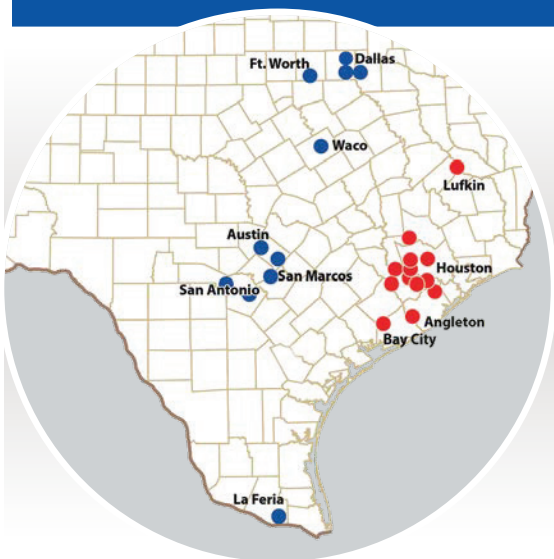 Dallas
Ft. Worth
Waco
Lufkin
Austin
Houston
San Marcos
San Antonio
Angleton
Bay City
La Feria